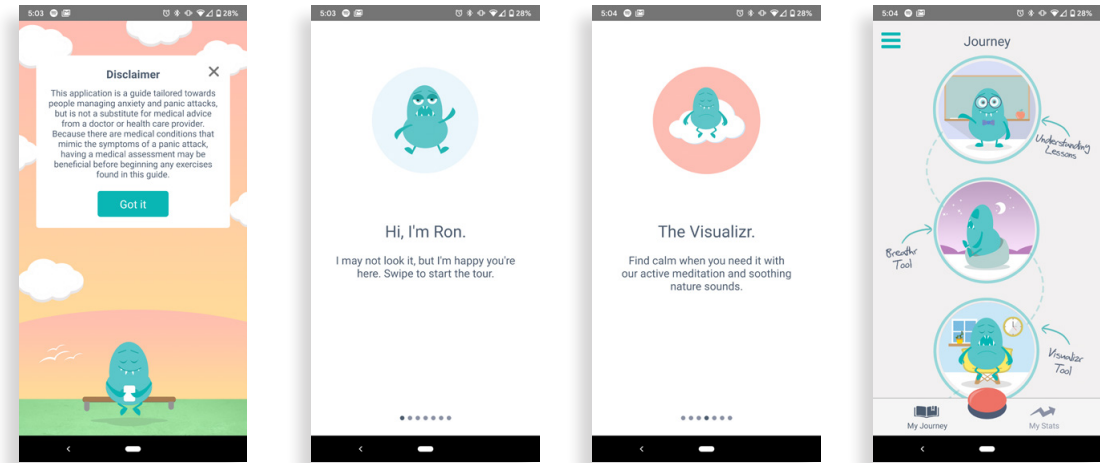 5:03
28%
Disclaimer
This application is a guide tailored towards
people managing anxiety and panic attacks,
but is not a substitute for medical advice
from a doctor or health care provider.
Because there are medical conditions that
mimic the symptoms of a panic attack,
having a medical assessment may be
beneficial before beginning any exercises
found in this guide.
Got it
5:03
28%
Hi, I'm Ron.
I may not look it, but I'm happy you're
here. Swipe to start the tour.
5:04
28%
The Visualizr.
Find calm when you need it with
our active meditation and soothing
nature sounds.
5:04
28%
Journey
Understanding
Lessons
Breathr
Tool
Visualizr
Tool
My Journey
My Stats